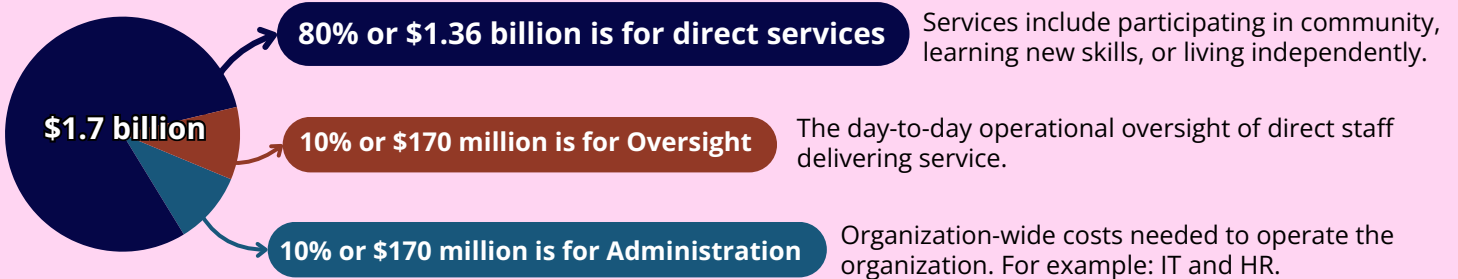 $1.7 billion
80% or $1.36 billion is for direct services
Services include participating in community,
learning new skills, or living independently.
10% or $170 million is for Oversight
The day-to-day operational oversight of direct staff
delivering service.
10% or $170 million is for Administration
Organization-wide costs needed to operate the
organization. For example: IT and HR.